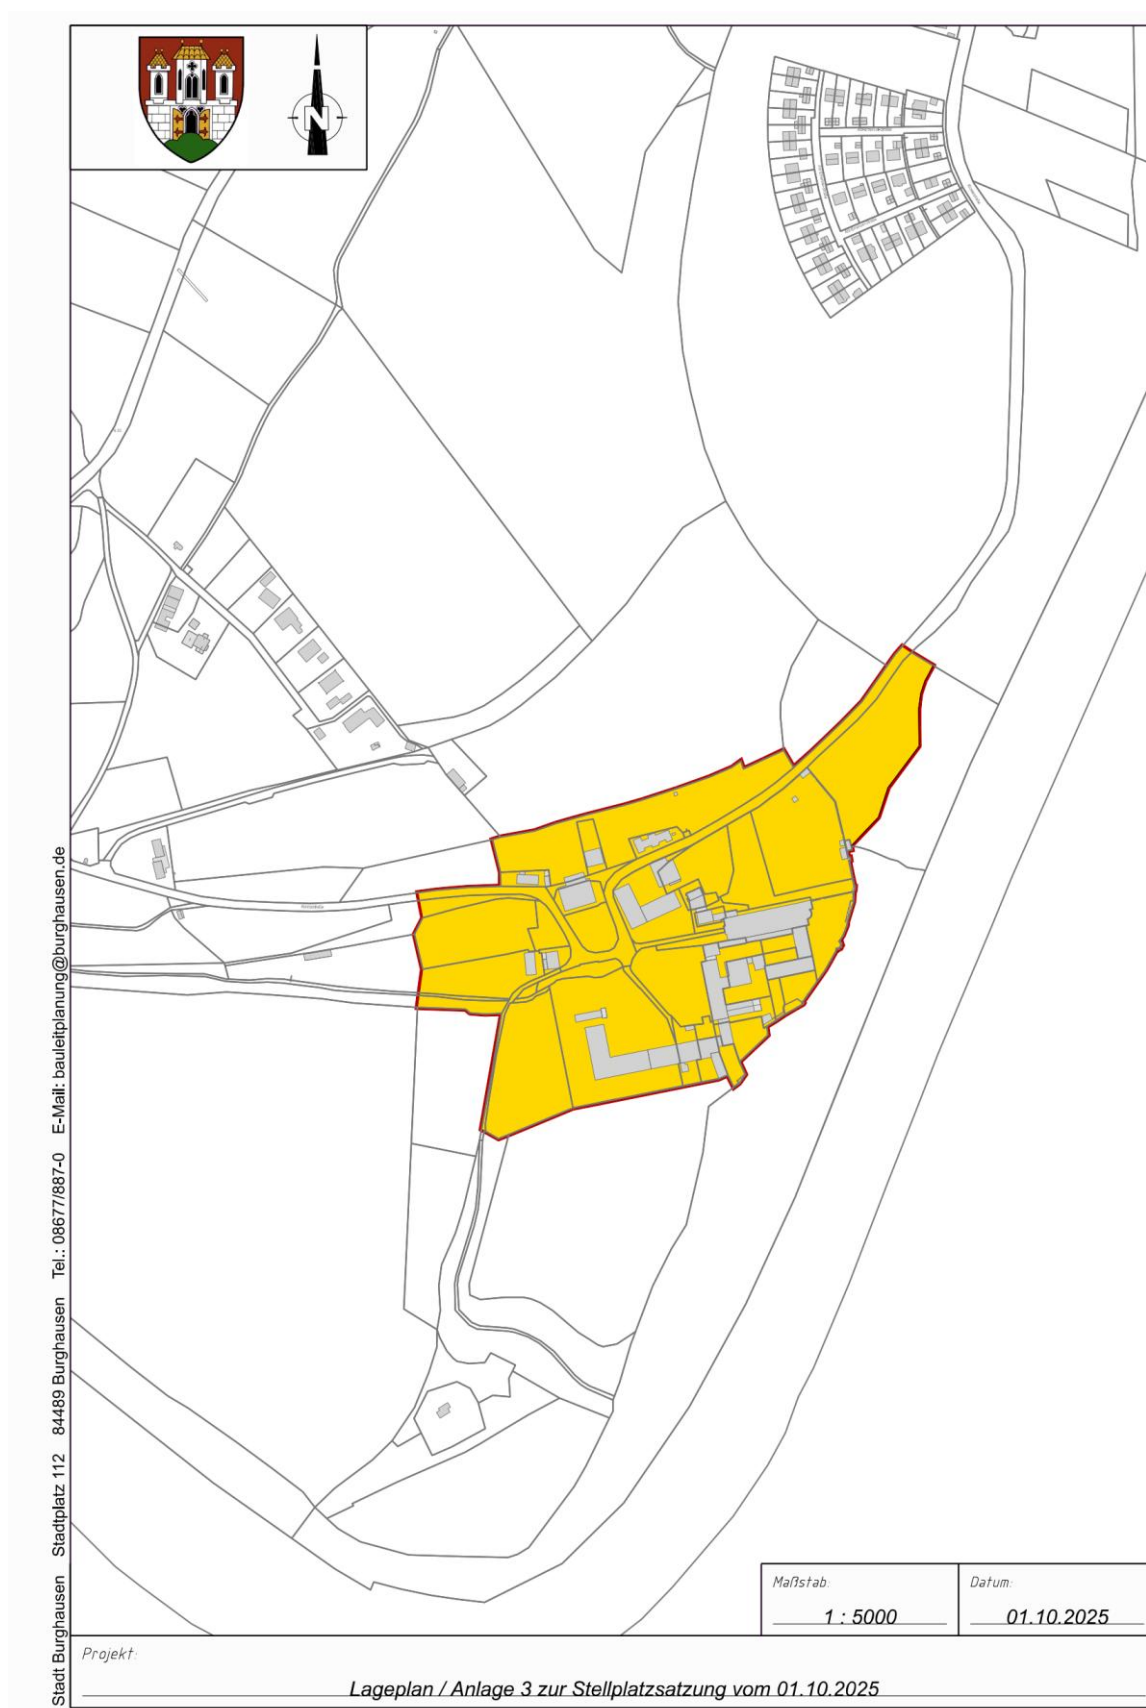 N
Stadt Burghausen Stadtplatz 112 84489 Burghausen Tel.: 08677/887-0 E-Mail: bauleitplanung@burghausen.de
Maßstab:
1 : 5000
Datum:
01.10.2025
Projekt:
Lageplan / Anlage 3 zur Stellplatzsatzung vom 01.10.2025